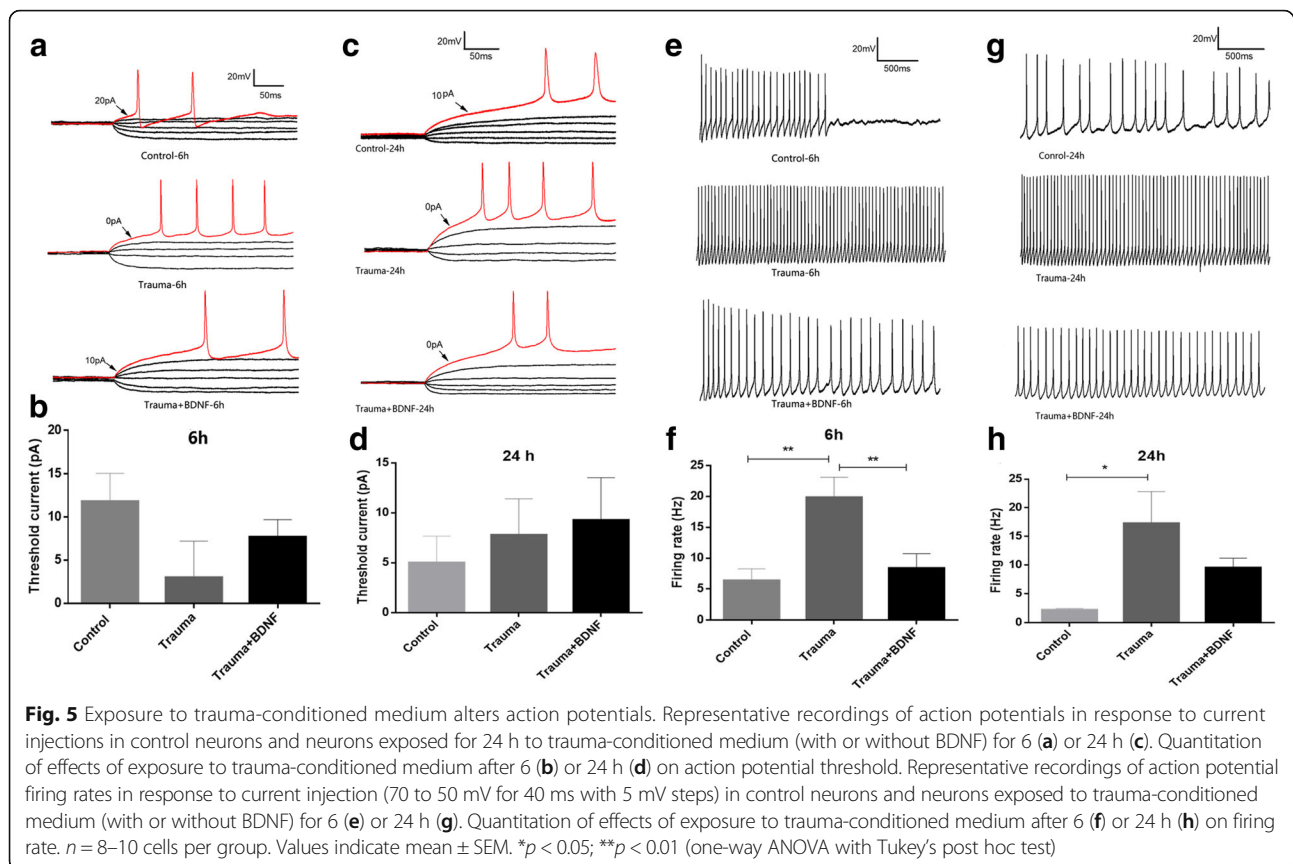 a
20mV
50ms
20pA
Control-6h
0pA
Trauma-6h
10pA
Trauma+BDNF-6h
c
20mV
50ms
10pA
Control-24h
0pA
Trauma-24h
0pA
Trauma+BDNF-24h
e
20mV
500ms
Control-6h
Trauma-6h
Trauma+BDNF-6h
g
20mV
500ms
Conrol-24h
Trauma-24h
Trauma+BDNF-24h
b
6h
Threshold current (pA)
20
15
10
5
0
Control
Trauma
Trauma+BDNF
d
24 h
Threshold current (pA)
15
10
5
0
Control
Trauma
Trauma+BDNF
f
6h
**
**
Firing rate (Hz)
25
20
15
10
5
0
Control
Trauma
Trauma+BDNF
h
24h
*
Firing rate (Hz)
25
20
15
10
5
0
Control
Trauma
Trauma+BDNF
Fig. 5 Exposure to trauma-conditioned medium alters action potentials. Representative recordings of action potentials in response to current
injections in control neurons and neurons exposed for 24 h to trauma-conditioned medium (with or without BDNF) for 6 (a) or 24 h (c). Quantitation
of effects of exposure to trauma-conditioned medium after 6 (b) or 24 h (d) on action potential threshold. Representative recordings of action potential
firing rates in response to current injection (70 to 50 mV for 40 ms with 5 mV steps) in control neurons and neurons exposed to trauma-conditioned
medium (with or without BDNF) for 6 (e) or 24 h (g). Quantitation of effects of exposure to trauma-conditioned medium after 6 (f) or 24 h (h) on firing
rate. n = 8–10 cells per group. Values indicate mean ± SEM. *p < 0.05; **p < 0.01 (one-way ANOVA with Tukey's post hoc test)